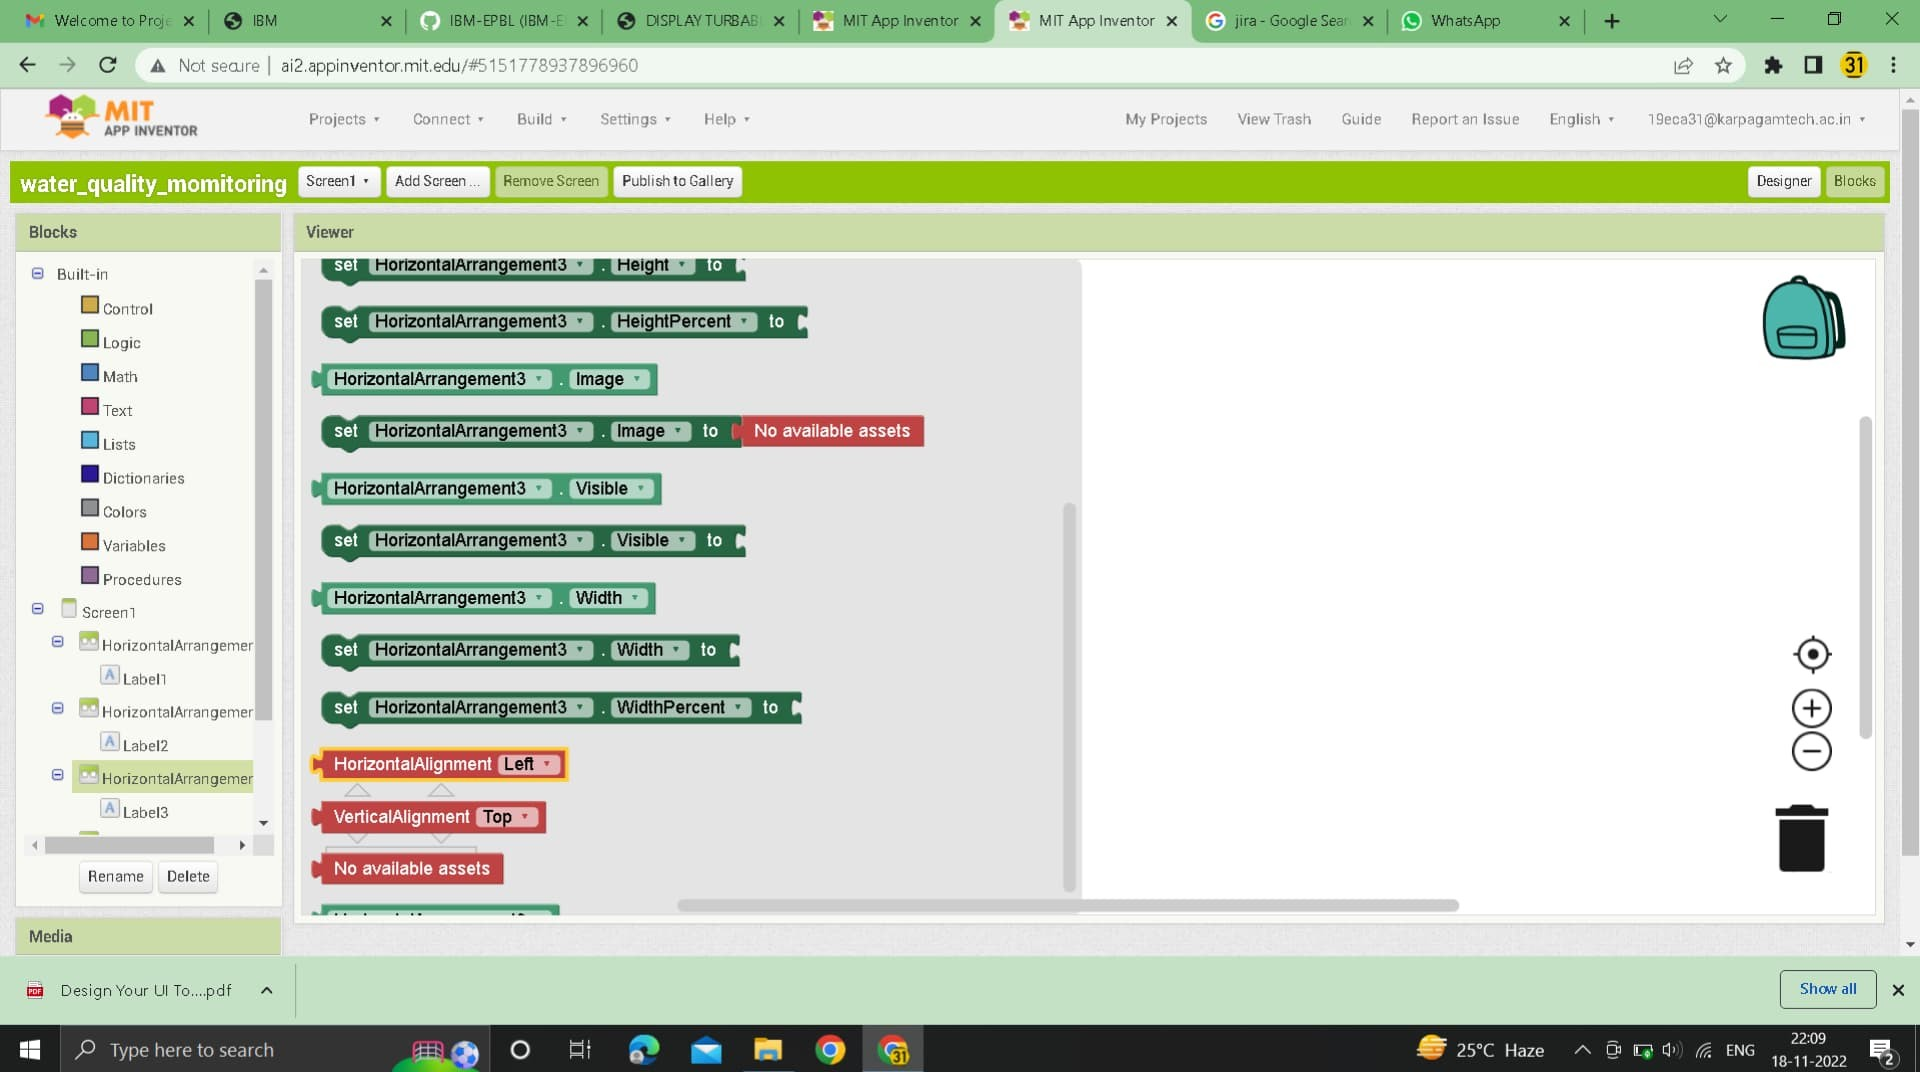 Welcome to Proje
IBM
IBM-EPBL (IBM-E
DISPLAY TURBAB
MIT App Inventor
MIT App Inventor
jira - Google Sear
WhatsApp
Not secure | ai2.appinventor.mit.edu/#5151778937896960
31
MIT
APP INVENTOR
Projects
Connect
Build
Settings
Help
My Projects
View Trash
Guide
Report an Issue
English
19eca31@karpagamtech.ac.in
water_quality_momitoring
Screen1
Add Screen ...
Remove Screen
Publish to Gallery
Designer
Blocks
Blocks
Viewer
Built-in
Control
Logic
Math
Text
Lists
Dictionaries
Colors
Variables
Procedures
Screen1
HorizontalArrangemer
Label1
HorizontalArrangemer
Label2
HorizontalArrangemer
Label3
Rename
Delete
Media
set HorizontalArrangement3 . Height to
set HorizontalArrangement3 . HeightPercent to
HorizontalArrangement3 . Image
set HorizontalArrangement3 . Image to No available assets
HorizontalArrangement3 . Visible
set HorizontalArrangement3 . Visible to
HorizontalArrangement3 . Width
set HorizontalArrangement3 . Width to
set HorizontalArrangement3 . WidthPercent to
HorizontalAlignment Left
VerticalAlignment Top
No available assets
PDF
Design Your UI To....pdf
Show all
Type here to search
31
25°C Haze
ENG
22:09
18-11-2022
2